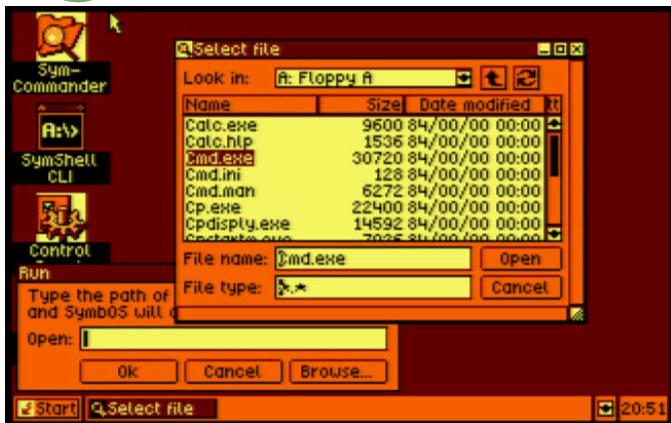 Sym-
Commander
A:\>
SymShell
CLI
Control
Select file
Look in: A: Floppy A
Name Size Date modified tt
Calc.exe 9600 84/00/00 00:00
Calc.hlp 1536 84/00/00 00:00
Cmd.exe 30720 84/00/00 00:00
Cmd.ini 128 84/00/00 00:00
Cmd.man 6272 84/00/00 00:00
Cp.exe 22400 84/00/00 00:00
Cpdisply.exe 14592 84/00/00 00:00
File name: Cmd.exe Open
File type: *.* Cancel
Run
Type the path of
and SymbOS will
Open:
Ok Cancel Browse...
Start Select file 20:51